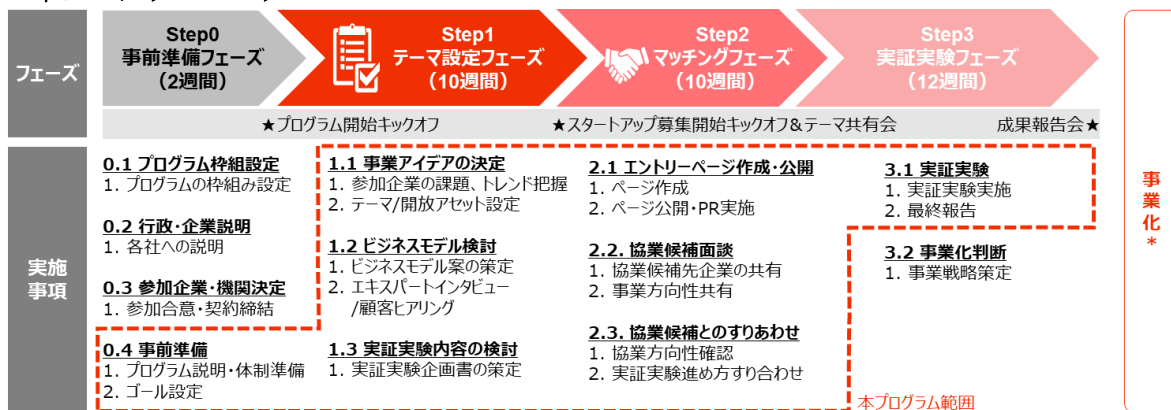 フェーズ
Step0
事前準備フェーズ
（2週間）
Step1
テーマ設定フェーズ
（10週間）
Step2
マッチングフェーズ
（10週間）
Step3
実証実験フェーズ
（12週間）
★プログラム開始キックオフ
★スタートアップ募集開始キックオフ&テーマ共有会
成果報告会★
実施
事項
0.1 プログラム枠組設定
1. プログラムの枠組み設定
0.2 行政・企業説明
1. 各社への説明
0.3 参加企業・機関決定
1. 参加合意・契約締結
0.4 事前準備
1. プログラム説明・体制準備
2. ゴール設定
1.1 事業アイデアの決定
1. 参加企業の課題、トレンド把握
2. テーマ/開放アセット設定
1.2 ビジネスモデル検討
1. ビジネスモデル案の策定
2. エキスパートインタビュー
/顧客ヒアリング
1.3 実証実験内容の検討
1. 実証実験企画書の策定
2.1 エントリーページ作成・公開
1. ページ作成
2. ページ公開・PR実施
2.2. 協業候補面談
1. 協業候補先企業の共有
2. 事業方向性共有
2.3. 協業候補とのすりあわせ
1. 協業方向性確認
2. 実証実験進め方すり合わせ
3.1 実証実験
1. 実証実験実施
2. 最終報告
3.2 事業化判断
1. 事業戦略策定
本プログラム範囲
事業化*